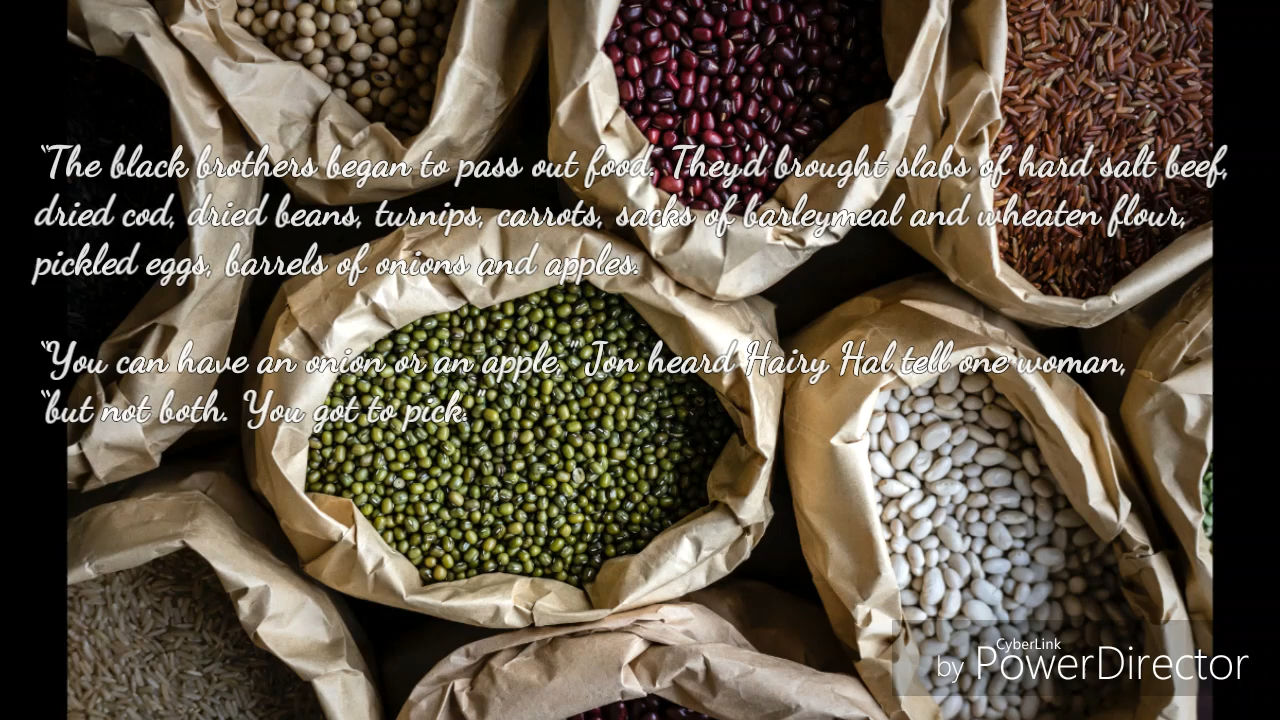 “The black brothers began to pass out food. They'd brought slabs of hard salt beef,
dried cod, dried beans, turnips, carrots, sacks of barleymeal and wheaten flour,
pickled eggs, barrels of onions and apples.
“You can have an onion or an apple,” Jon heard Hairy Hal tell one woman,
“but not both. You got to pick.”
CyberLink
by PowerDirector